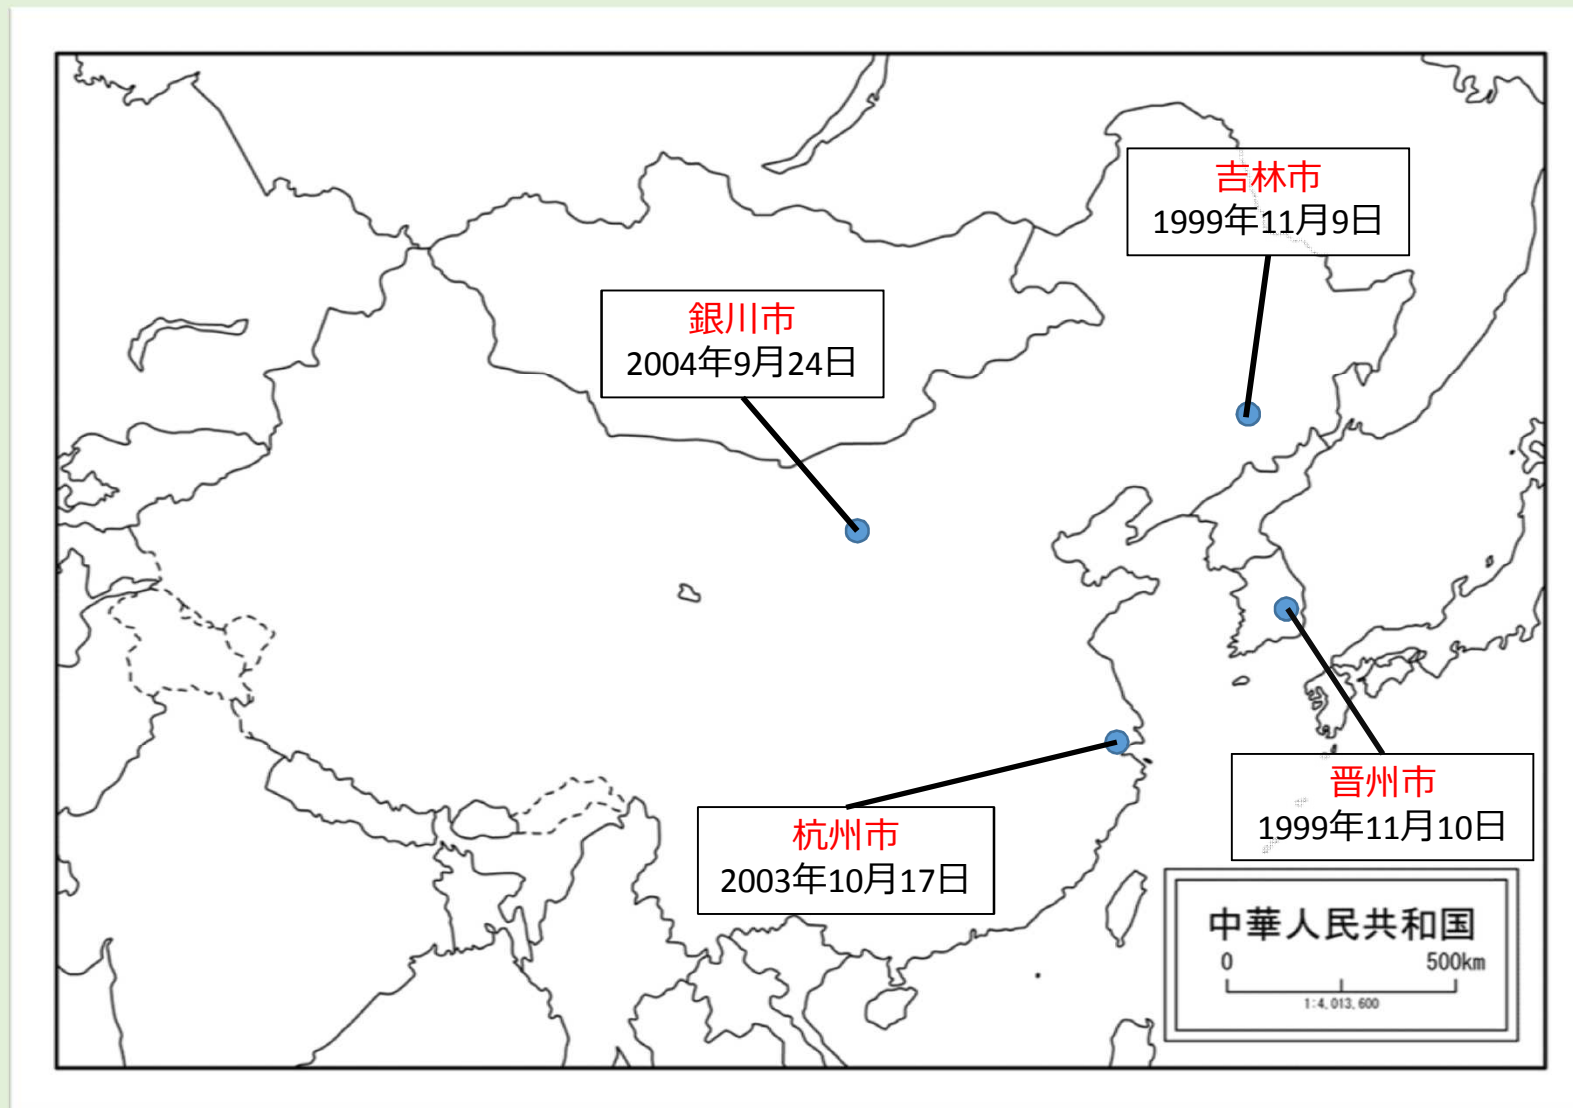 吉林市
1999年11月9日
銀川市
2004年9月24日
晋州市
1999年11月10日
杭州市
2003年10月17日
中華人民共和国
0 500km
1:4,013,600